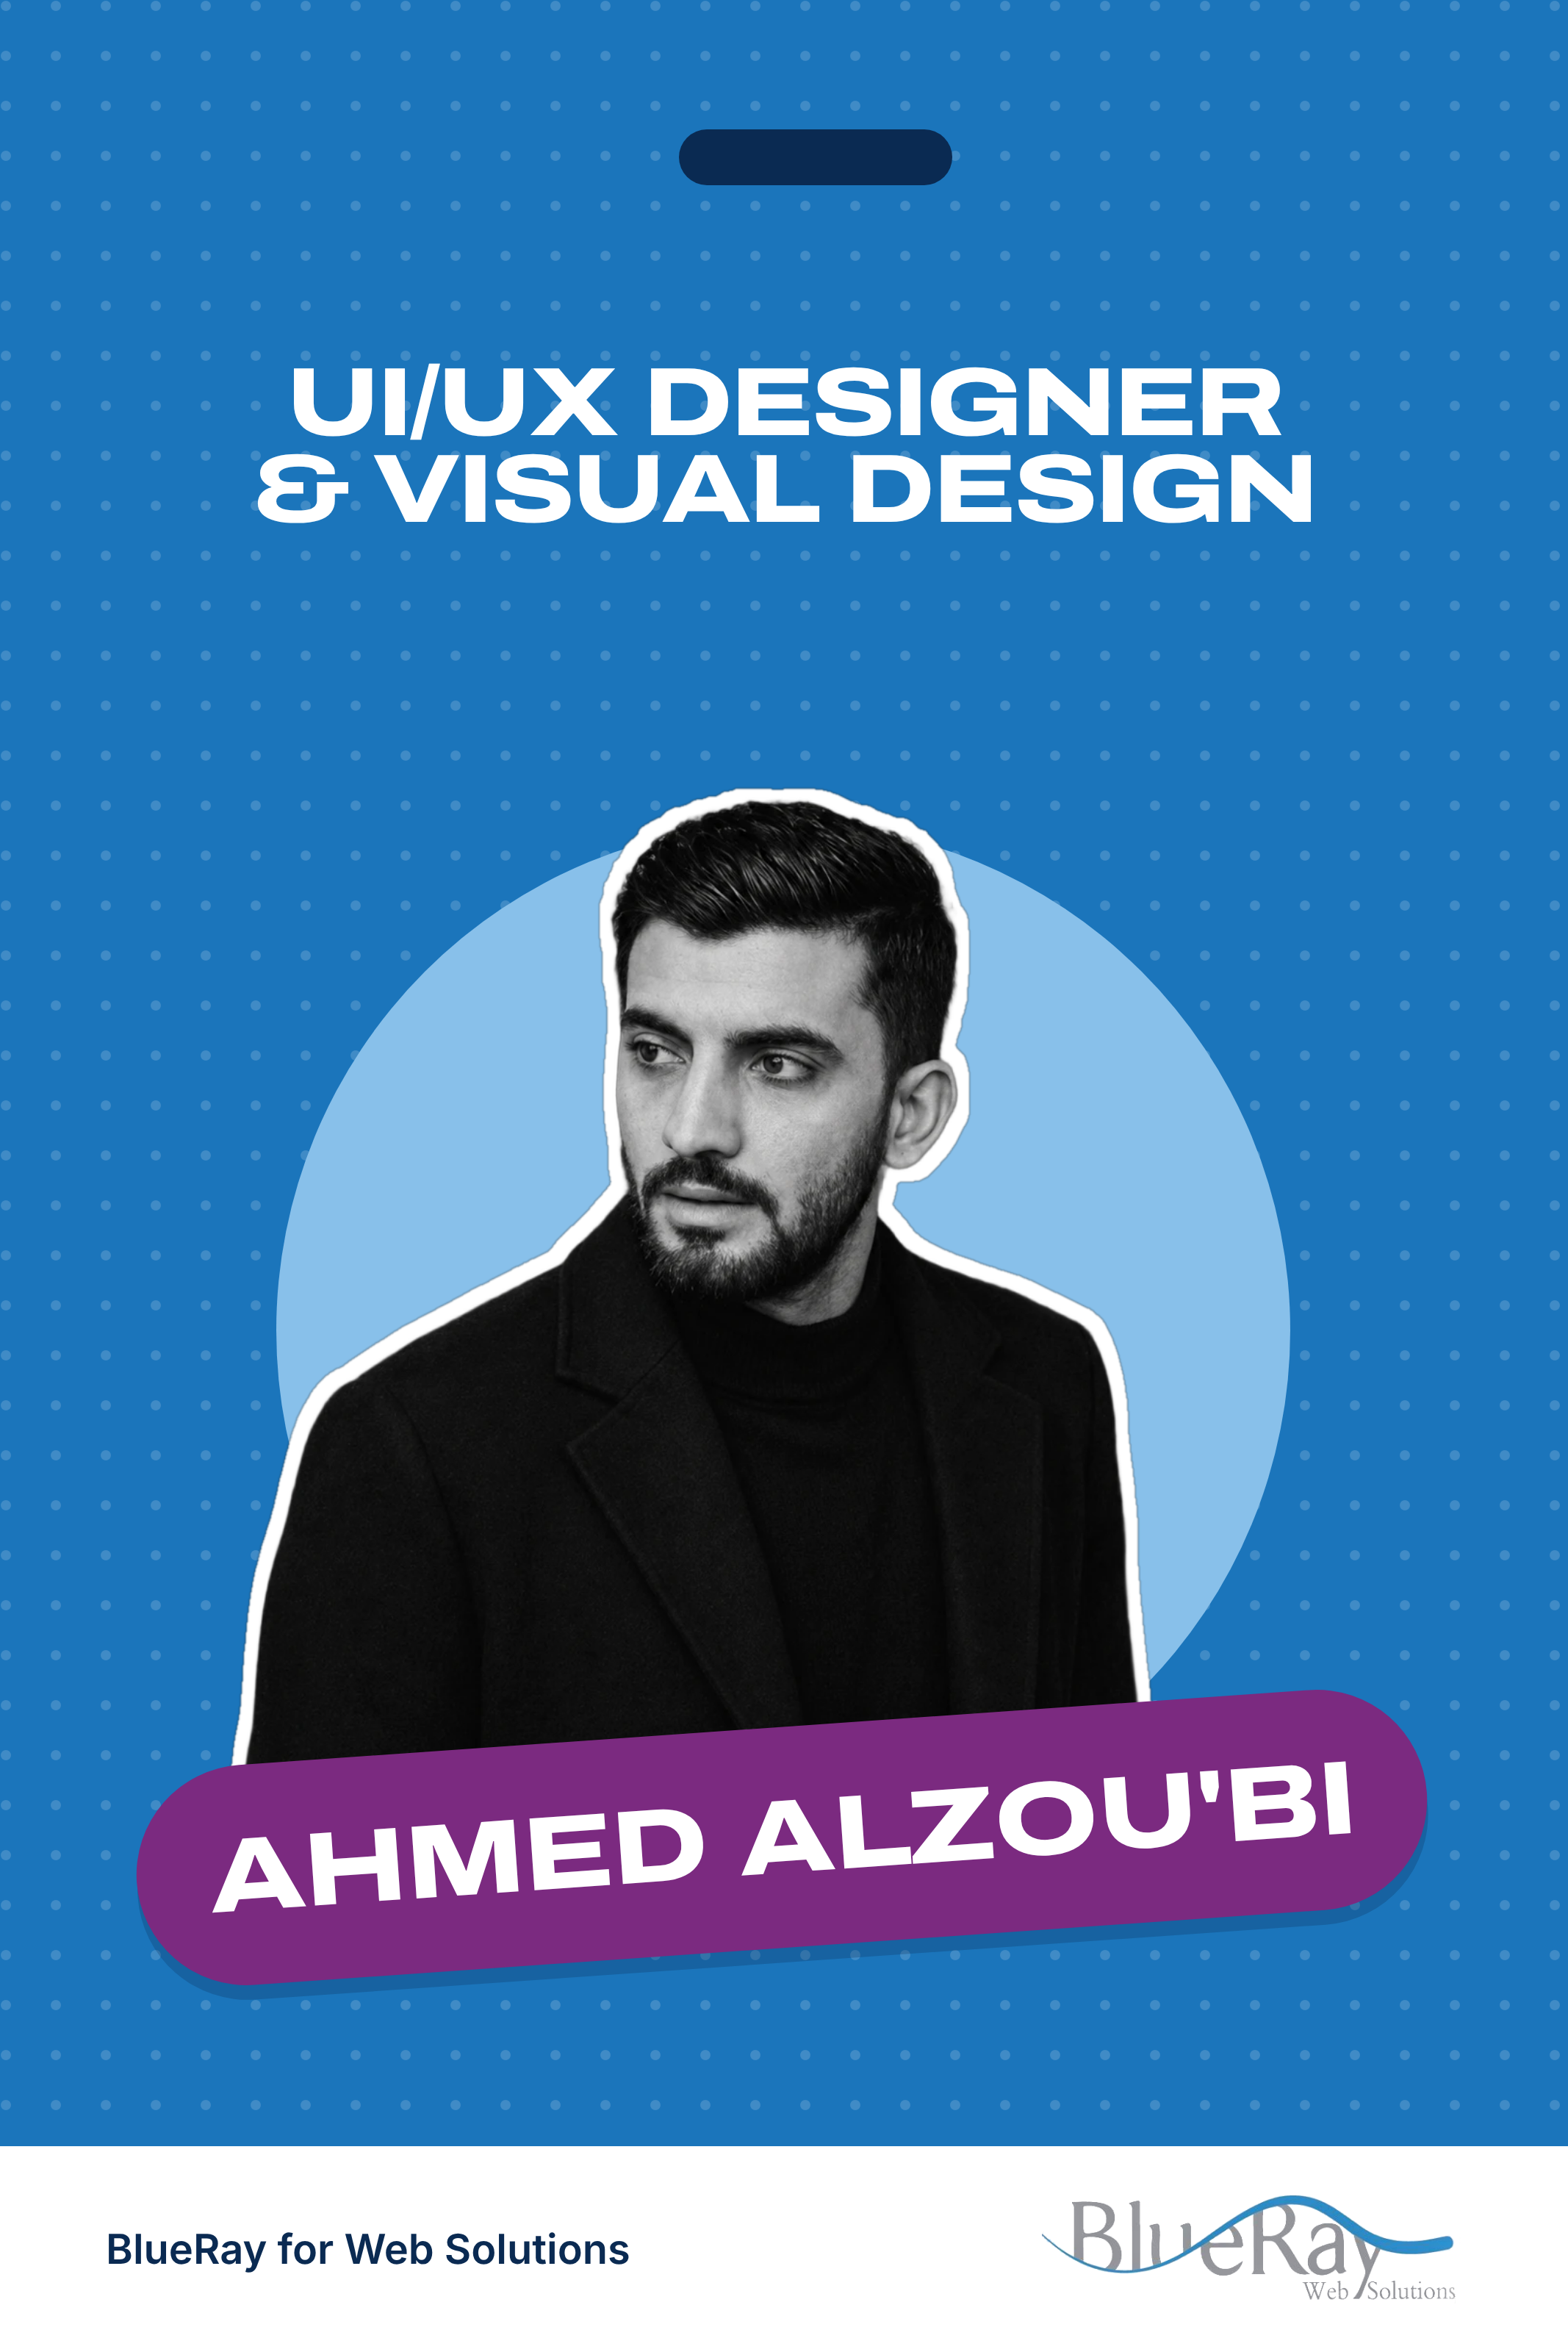 UI/UX DESIGNER
& VISUAL DESIGN
AHMED ALZOU'BI
BlueRay for Web Solutions
BlueRay
Web Solutions